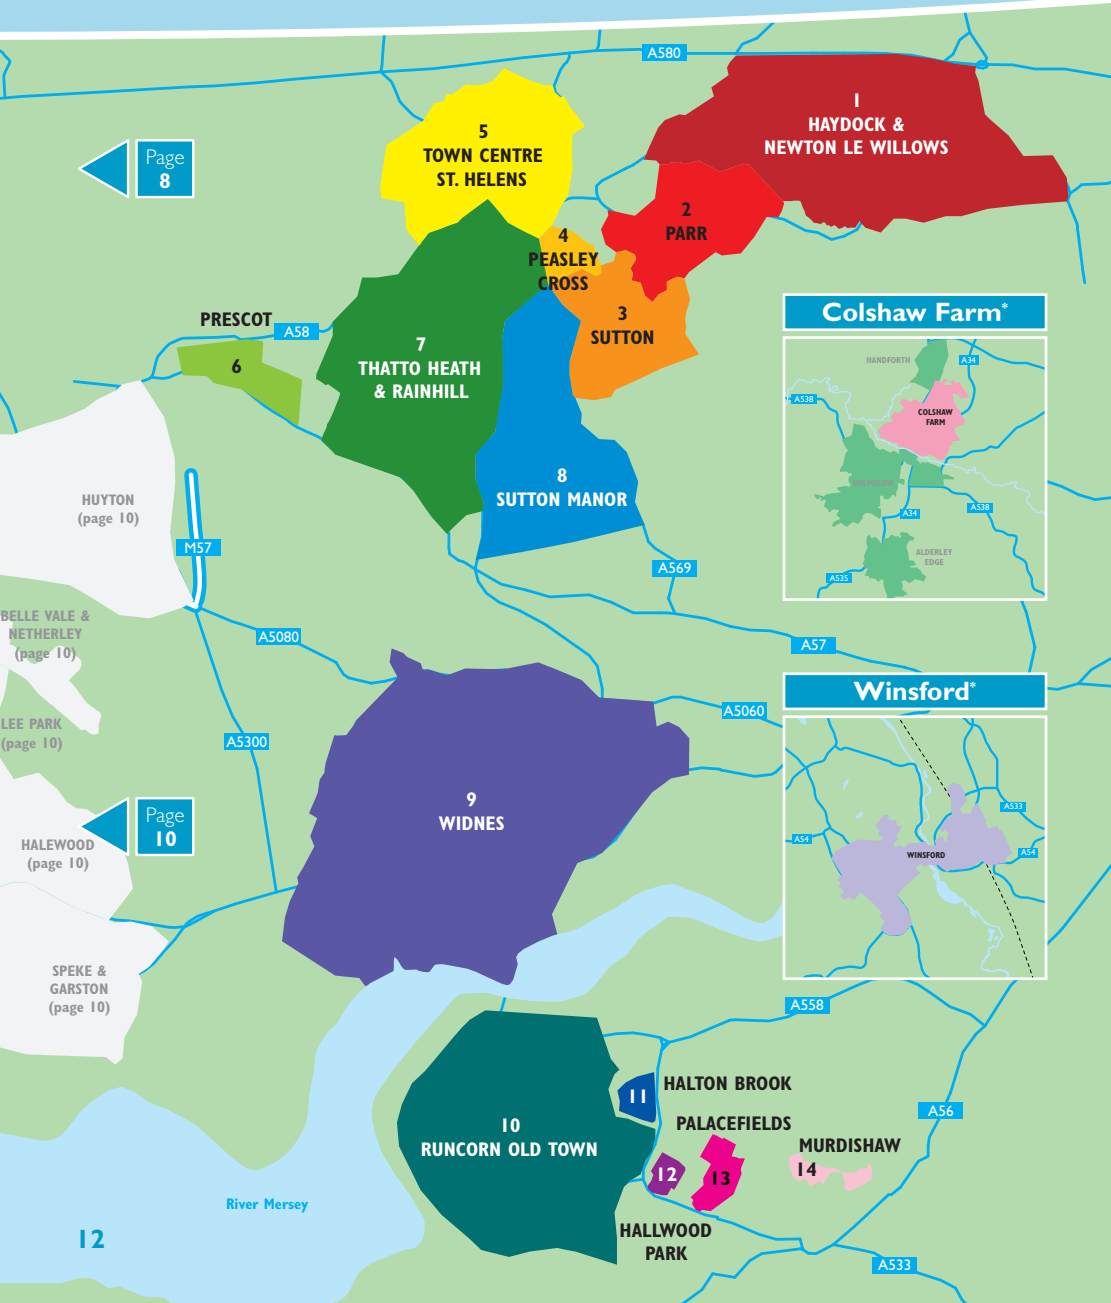 A580
1
HAYDOCK &
NEWTON LE WILLOWS
5
TOWN CENTRE
ST. HELENS
Page
8
2
PARR
4
PEASLEY
CROSS
3
SUTTON
PRESCOT
A58
6
7
THATTO HEATH
& RAINHILL
8
SUTTON MANOR
Colshaw Farm*
HANDFORTH
A34
A538
COLSHAW
FARM
WILMSLOW
A34
A538
ALDERLEY
EDGE
A535
HUYTON
(page 10)
M57
A569
BELLE VALE &
NETHERLEY
(page 10)
A5080
A57
LEE PARK
(page 10)
A5300
A5060
Winsford*
A533
A54
WINSFORD
A54
9
WIDNES
Page
10
HALEWOOD
(page 10)
SPEKE &
GARSTON
(page 10)
A558
11
HALTON BROOK
10
RUNCORN OLD TOWN
PALACEFIELDS
A56
MURDISHAW
12
13
14
HALLWOOD
PARK
River Mersey
12
A533